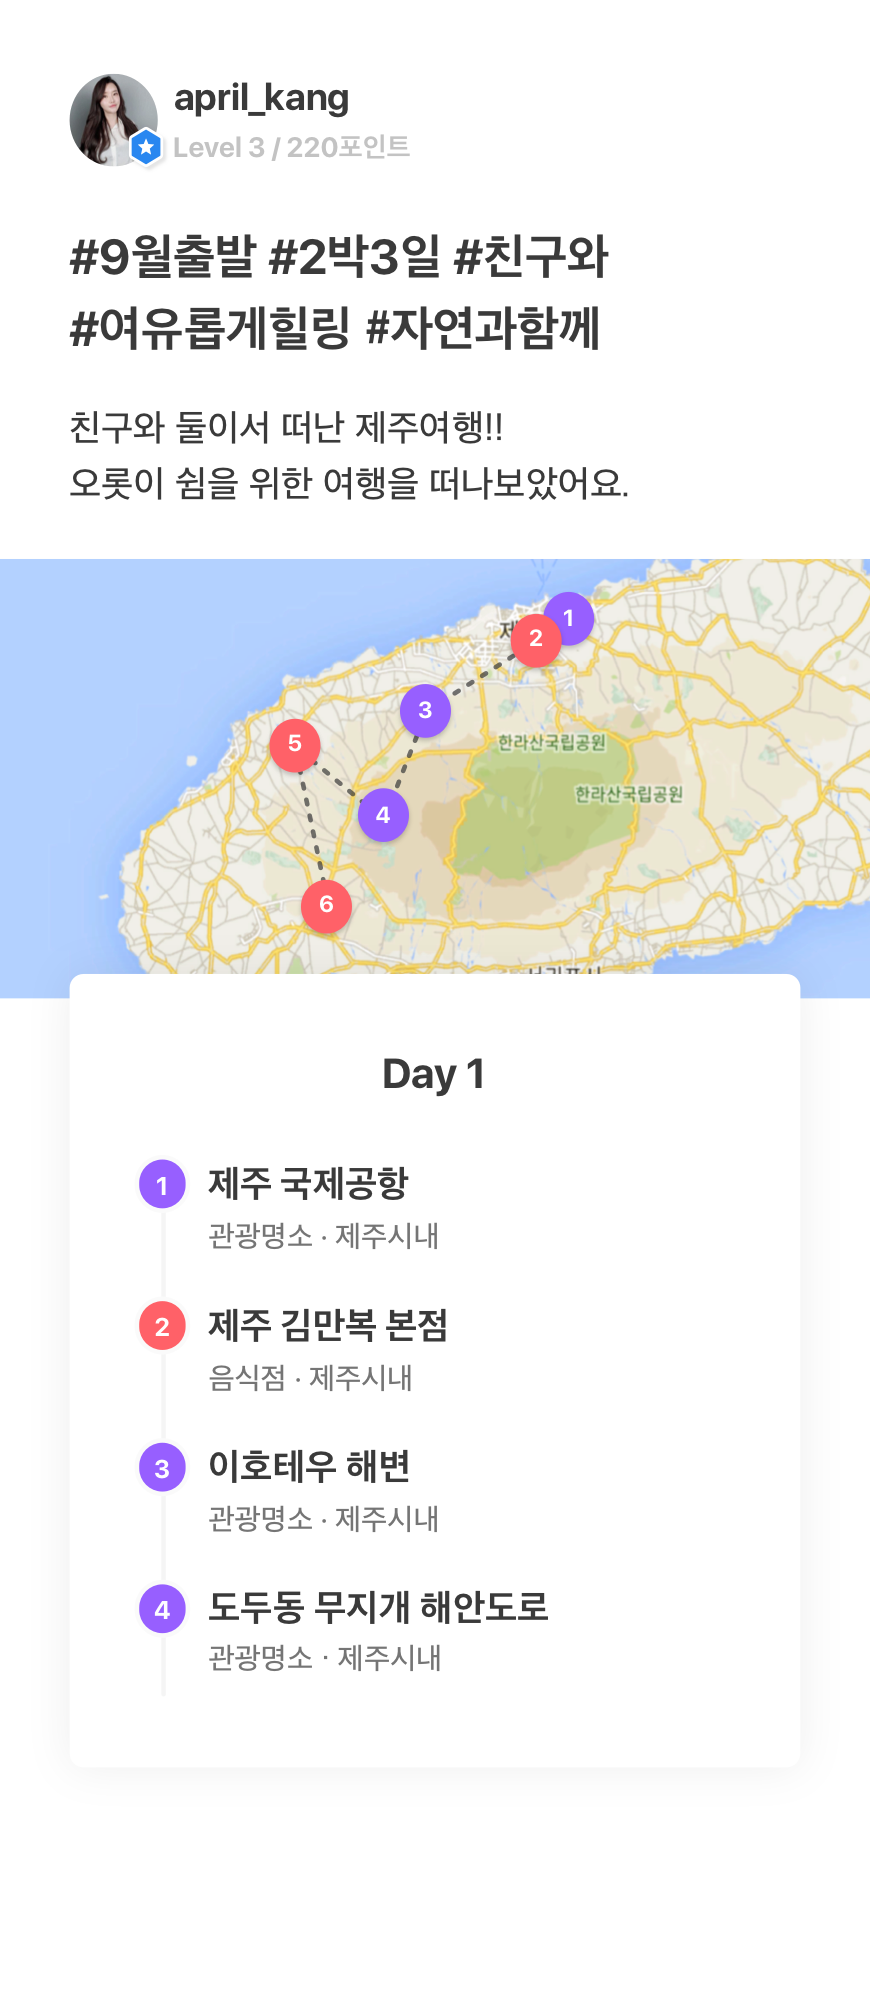 april_kang
Level 3 / 220포인트
#9월출발 #2박3일 #친구와
#여유롭게힐링 #자연과함께
친구와 둘이서 떠난 제주여행!!
오롯이 쉼을 위한 여행을 떠나보았어요.
1
제
2
3
5
한라산국립공원
한라산국립공원
4
6
Day 1
1 제주 국제공항
관광명소 · 제주시내
2 제주 김만복 본점
음식점 · 제주시내
3 이호테우 해변
관광명소 · 제주시내
4 도두동 무지개 해안도로
관광명소 · 제주시내